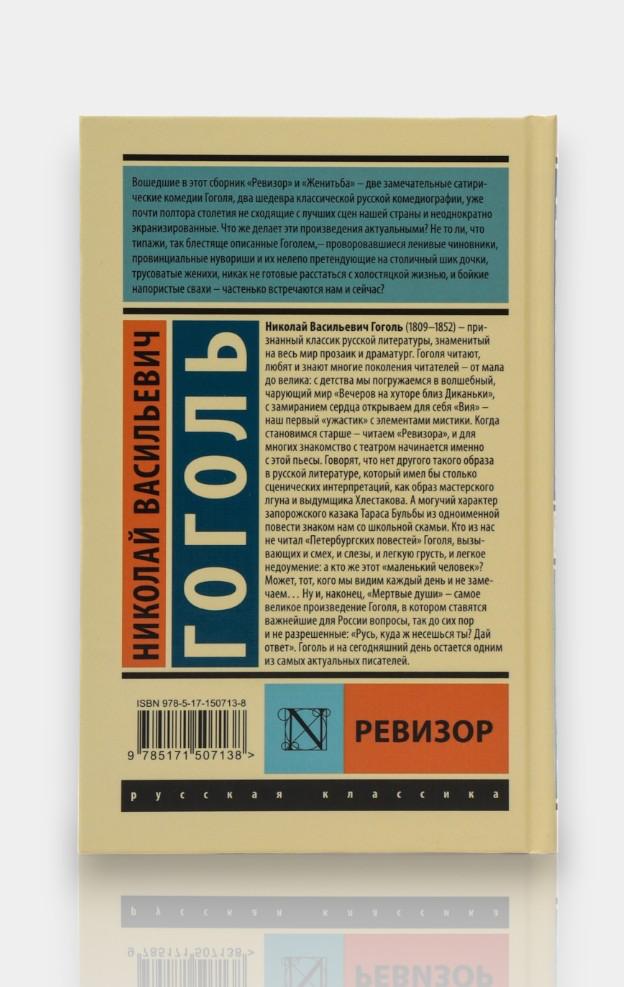 Вошедшие в этот сборник «Ревизор» и «Женитьба» – две замечательные сатири-
ческие комедии Гоголя, два шедевра классической русской комедиографии, уже
почти полтора столетия не сходящие с лучших сцен нашей страны и неоднократно
экранизированные. Что же делает эти произведения актуальными? Не то ли, что
типажи, так блестяще описанные Гоголем,– проворовавшиеся ленивые чиновники,
провинциальные нувориши и их нелепо претендующие на столичный шик дочки,
трусоватые женихи, никак не готовые расстаться с холостяцкой жизнью, и бойкие
напористые свахи – частенько встречаются нам и сейчас?
НИКОЛАЙ ВАСИЛЬЕВИЧ
ГОГОЛЬ
Николай Васильевич Гоголь (1809–1852) – при-
знанный классик русской литературы, знаменитый
на весь мир прозаик и драматург. Гоголя читают,
любят и знают многие поколения читателей – от мала
до велика: с детства мы погружаемся в волшебный,
чарующий мир «Вечеров на хуторе близ Диканьки»,
с замиранием сердца открываем для себя «Вия» –
наш первый «ужастик» с элементами мистики. Когда
становимся старше – читаем «Ревизора», и для
многих знакомство с театром начинается именно
с этой пьесы. Говорят, что нет другого такого образа
в русской литературе, который имел бы столько
сценических интерпретаций, как образ мастерского
лгуна и выдумщика Хлестакова. А могучий характер
запорожского казака Тараса Бульбы из одноименной
повести знаком нам со школьной скамьи. Кто из нас
не читал «Петербургских повестей» Гоголя, вызы-
вающих и смех, и слезы, и легкую грусть, и легкое
недоумение: а кто же этот «маленький человек»?
Может, тот, кого мы видим каждый день и не заме-
чаем… Ну и, наконец, «Мертвые души» – самое
великое произведение Гоголя, в котором ставятся
важнейшие для России вопросы, так до сих пор
и не разрешенные: «Русь, куда ж несешься ты? Дай
ответ». Гоголь и на сегодняшний день остается одним
из самых актуальных писателей.
ISBN 978-5-17-150713-8
9 785171 507138 >
N
РЕВИЗОР
русская классика